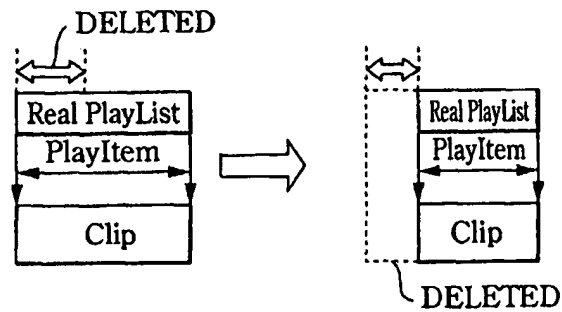 DELETED
Real PlayList
PlayItem
Clip
Real PlayList
PlayItem
Clip
DELETED